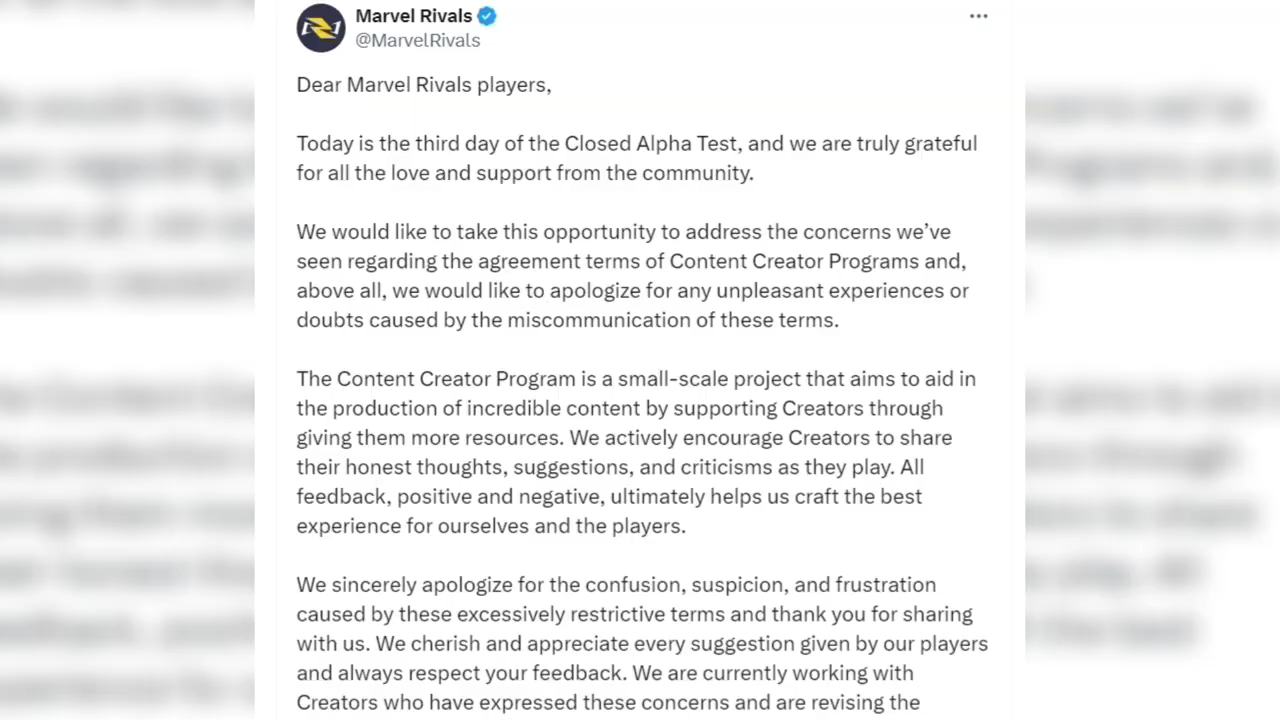 Marvel Rivals
@MarvelRivals
Dear Marvel Rivals players,
Today is the third day of the Closed Alpha Test, and we are truly grateful
for all the love and support from the community.
We would like to take this opportunity to address the concerns we’ve
seen regarding the agreement terms of Content Creator Programs and,
above all, we would like to apologize for any unpleasant experiences or
doubts caused by the miscommunication of these terms.
The Content Creator Program is a small-scale project that aims to aid in
the production of incredible content by supporting Creators through
giving them more resources. We actively encourage Creators to share
their honest thoughts, suggestions, and criticisms as they play. All
feedback, positive and negative, ultimately helps us craft the best
experience for ourselves and the players.
We sincerely apologize for the confusion, suspicion, and frustration
caused by these excessively restrictive terms and thank you for sharing
with us. We cherish and appreciate every suggestion given by our players
and always respect your feedback. We are currently working with
Creators who have expressed these concerns and are revising the